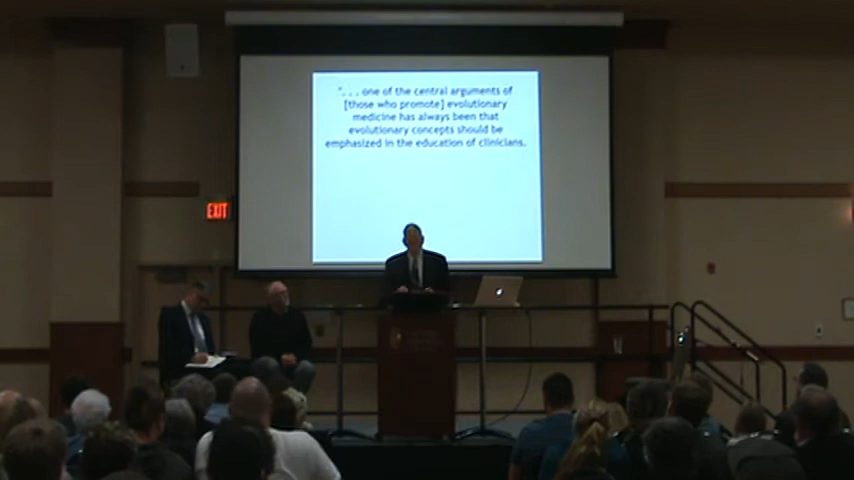 ". . . one of the central arguments of
[those who promote] evolutionary
medicine has always been that
evolutionary concepts should be
emphasized in the education of clinicians.
EXIT